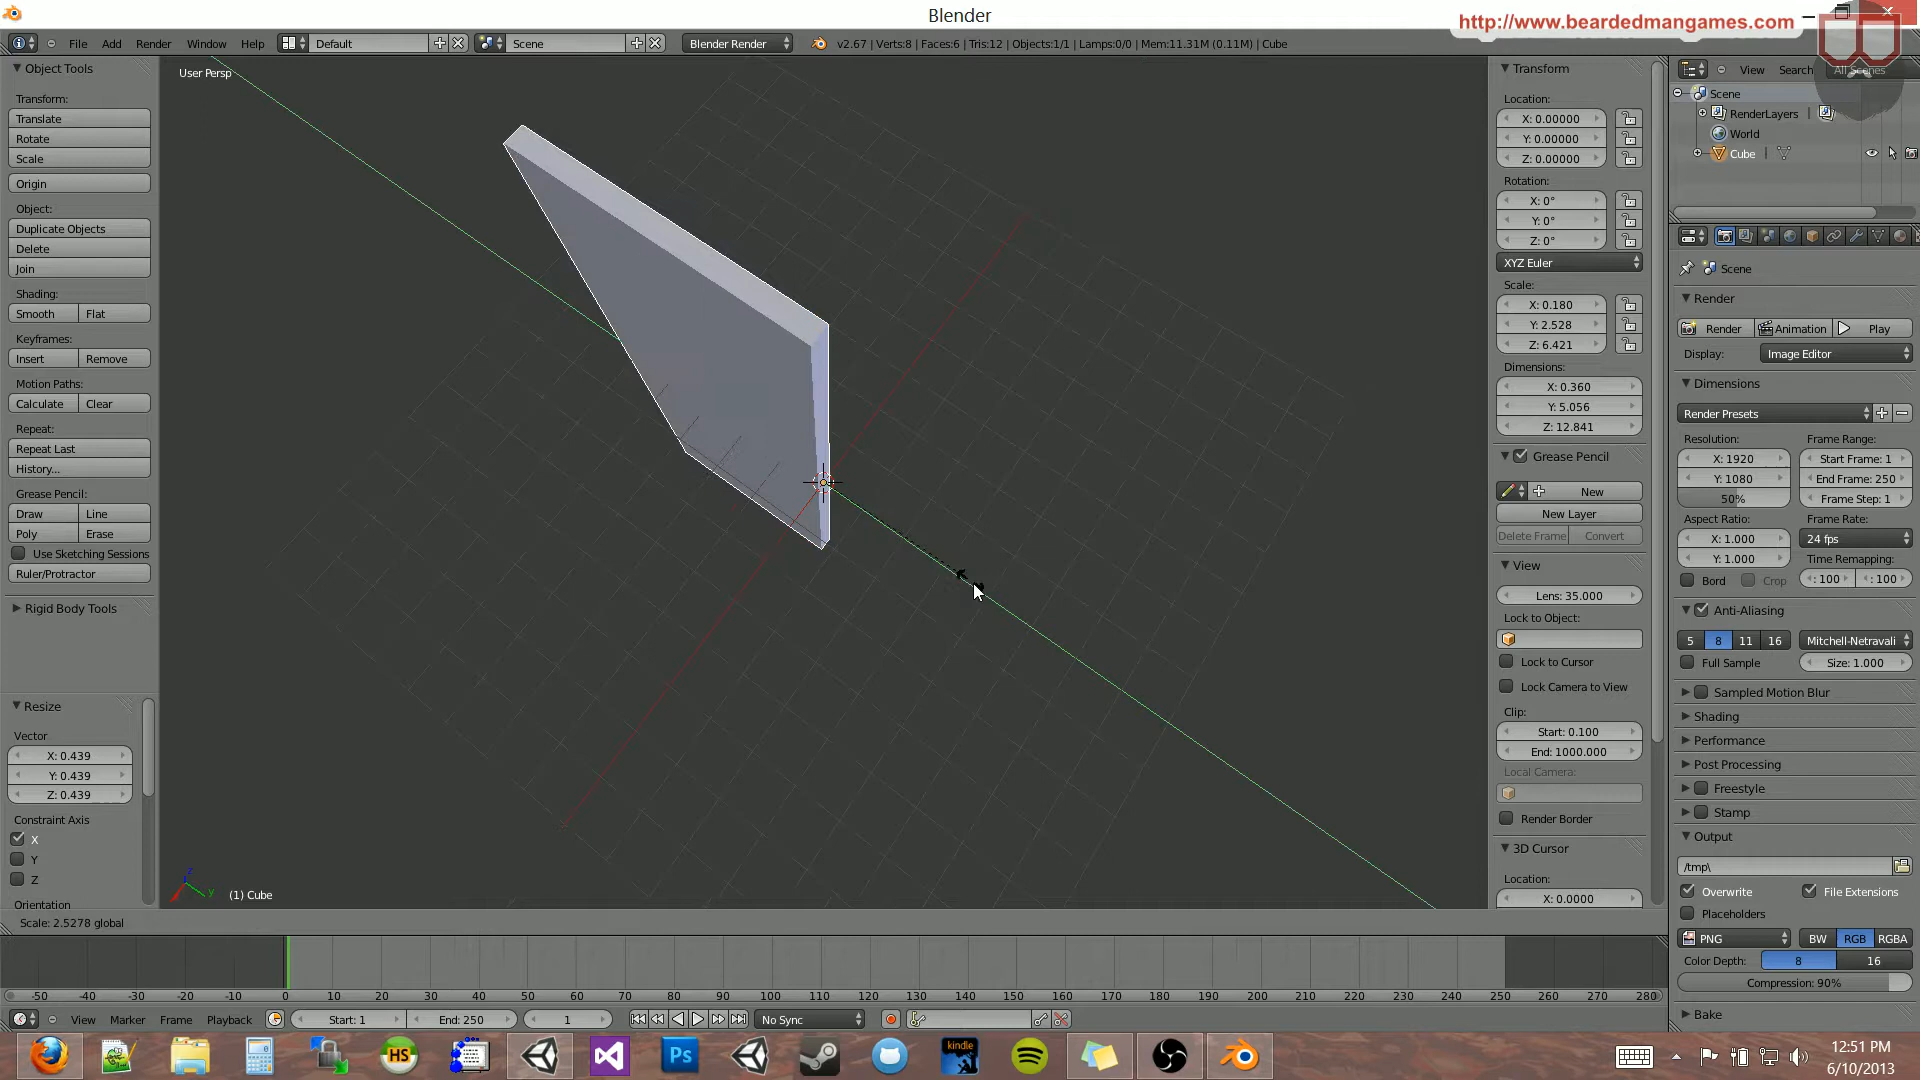 Blender
http://www.beardedmangames.com
File Add Render Window Help Default Scene Blender Render v2.67 | Verts:8 | Faces:6 | Tris:12 | Objects:1/1 | Lamps:0/0 | Mem:11.31M (0.11M) | Cube
Object Tools
Transform:
Translate
Rotate
Scale
Origin
Object:
Duplicate Objects
Delete
Join
Shading:
Smooth Flat
Keyframes:
Insert Remove
Motion Paths:
Calculate Clear
Repeat:
Repeat Last
History...
Grease Pencil:
Draw Line
Poly Erase
Use Sketching Sessions
Ruler/Protractor
Rigid Body Tools
Resize
Vector
X: 0.439
Y: 0.439
Z: 0.439
Constraint Axis
X
Y
Z
Orientation
User Persp
(1) Cube
Scale: 2.5278 global
Transform
Location:
X: 0.00000
Y: 0.00000
Z: 0.00000
Rotation:
X: 0°
Y: 0°
Z: 0°
XYZ Euler
Scale:
X: 0.180
Y: 2.528
Z: 6.421
Dimensions:
X: 0.360
Y: 5.056
Z: 12.841
Grease Pencil
New
New Layer
Delete Frame Convert
View
Lens: 35.000
Lock to Object:
Lock to Cursor
Lock Camera to View
Clip:
Start: 0.100
End: 1000.000
Local Camera:
Render Border
3D Cursor
Location:
X: 0.0000
View Search All Scenes
Scene
RenderLayers
World
Cube
Scene
Render
Render Animation Play
Display: Image Editor
Dimensions
Render Presets
Resolution: Frame Range:
X: 1920 Start Frame: 1
Y: 1080 End Frame: 250
50% Frame Step: 1
Aspect Ratio: Frame Rate:
X: 1.000 24 fps
Y: 1.000 Time Remapping:
Bord Crop : 100 : 100
Anti-Aliasing
5 8 11 16 Mitchell-Netravali
Full Sample Size: 1.000
Sampled Motion Blur
Shading
Performance
Post Processing
Freestyle
Stamp
Output
/tmp\
Overwrite File Extensions
Placeholders
PNG BW RGB RGBA
Color Depth: 8 16
Compression: 90%
Bake
-50 -40 -30 -20 -10 0 10 20 30 40 50 60 70 80 90 100 110 120 130 140 150 160 170 180 190 200 210 220 230 240 250 260 270 280
View Marker Frame Playback Start: 1 End: 250 1 No Sync
HS Ps kindle
12:51 PM
6/10/2013